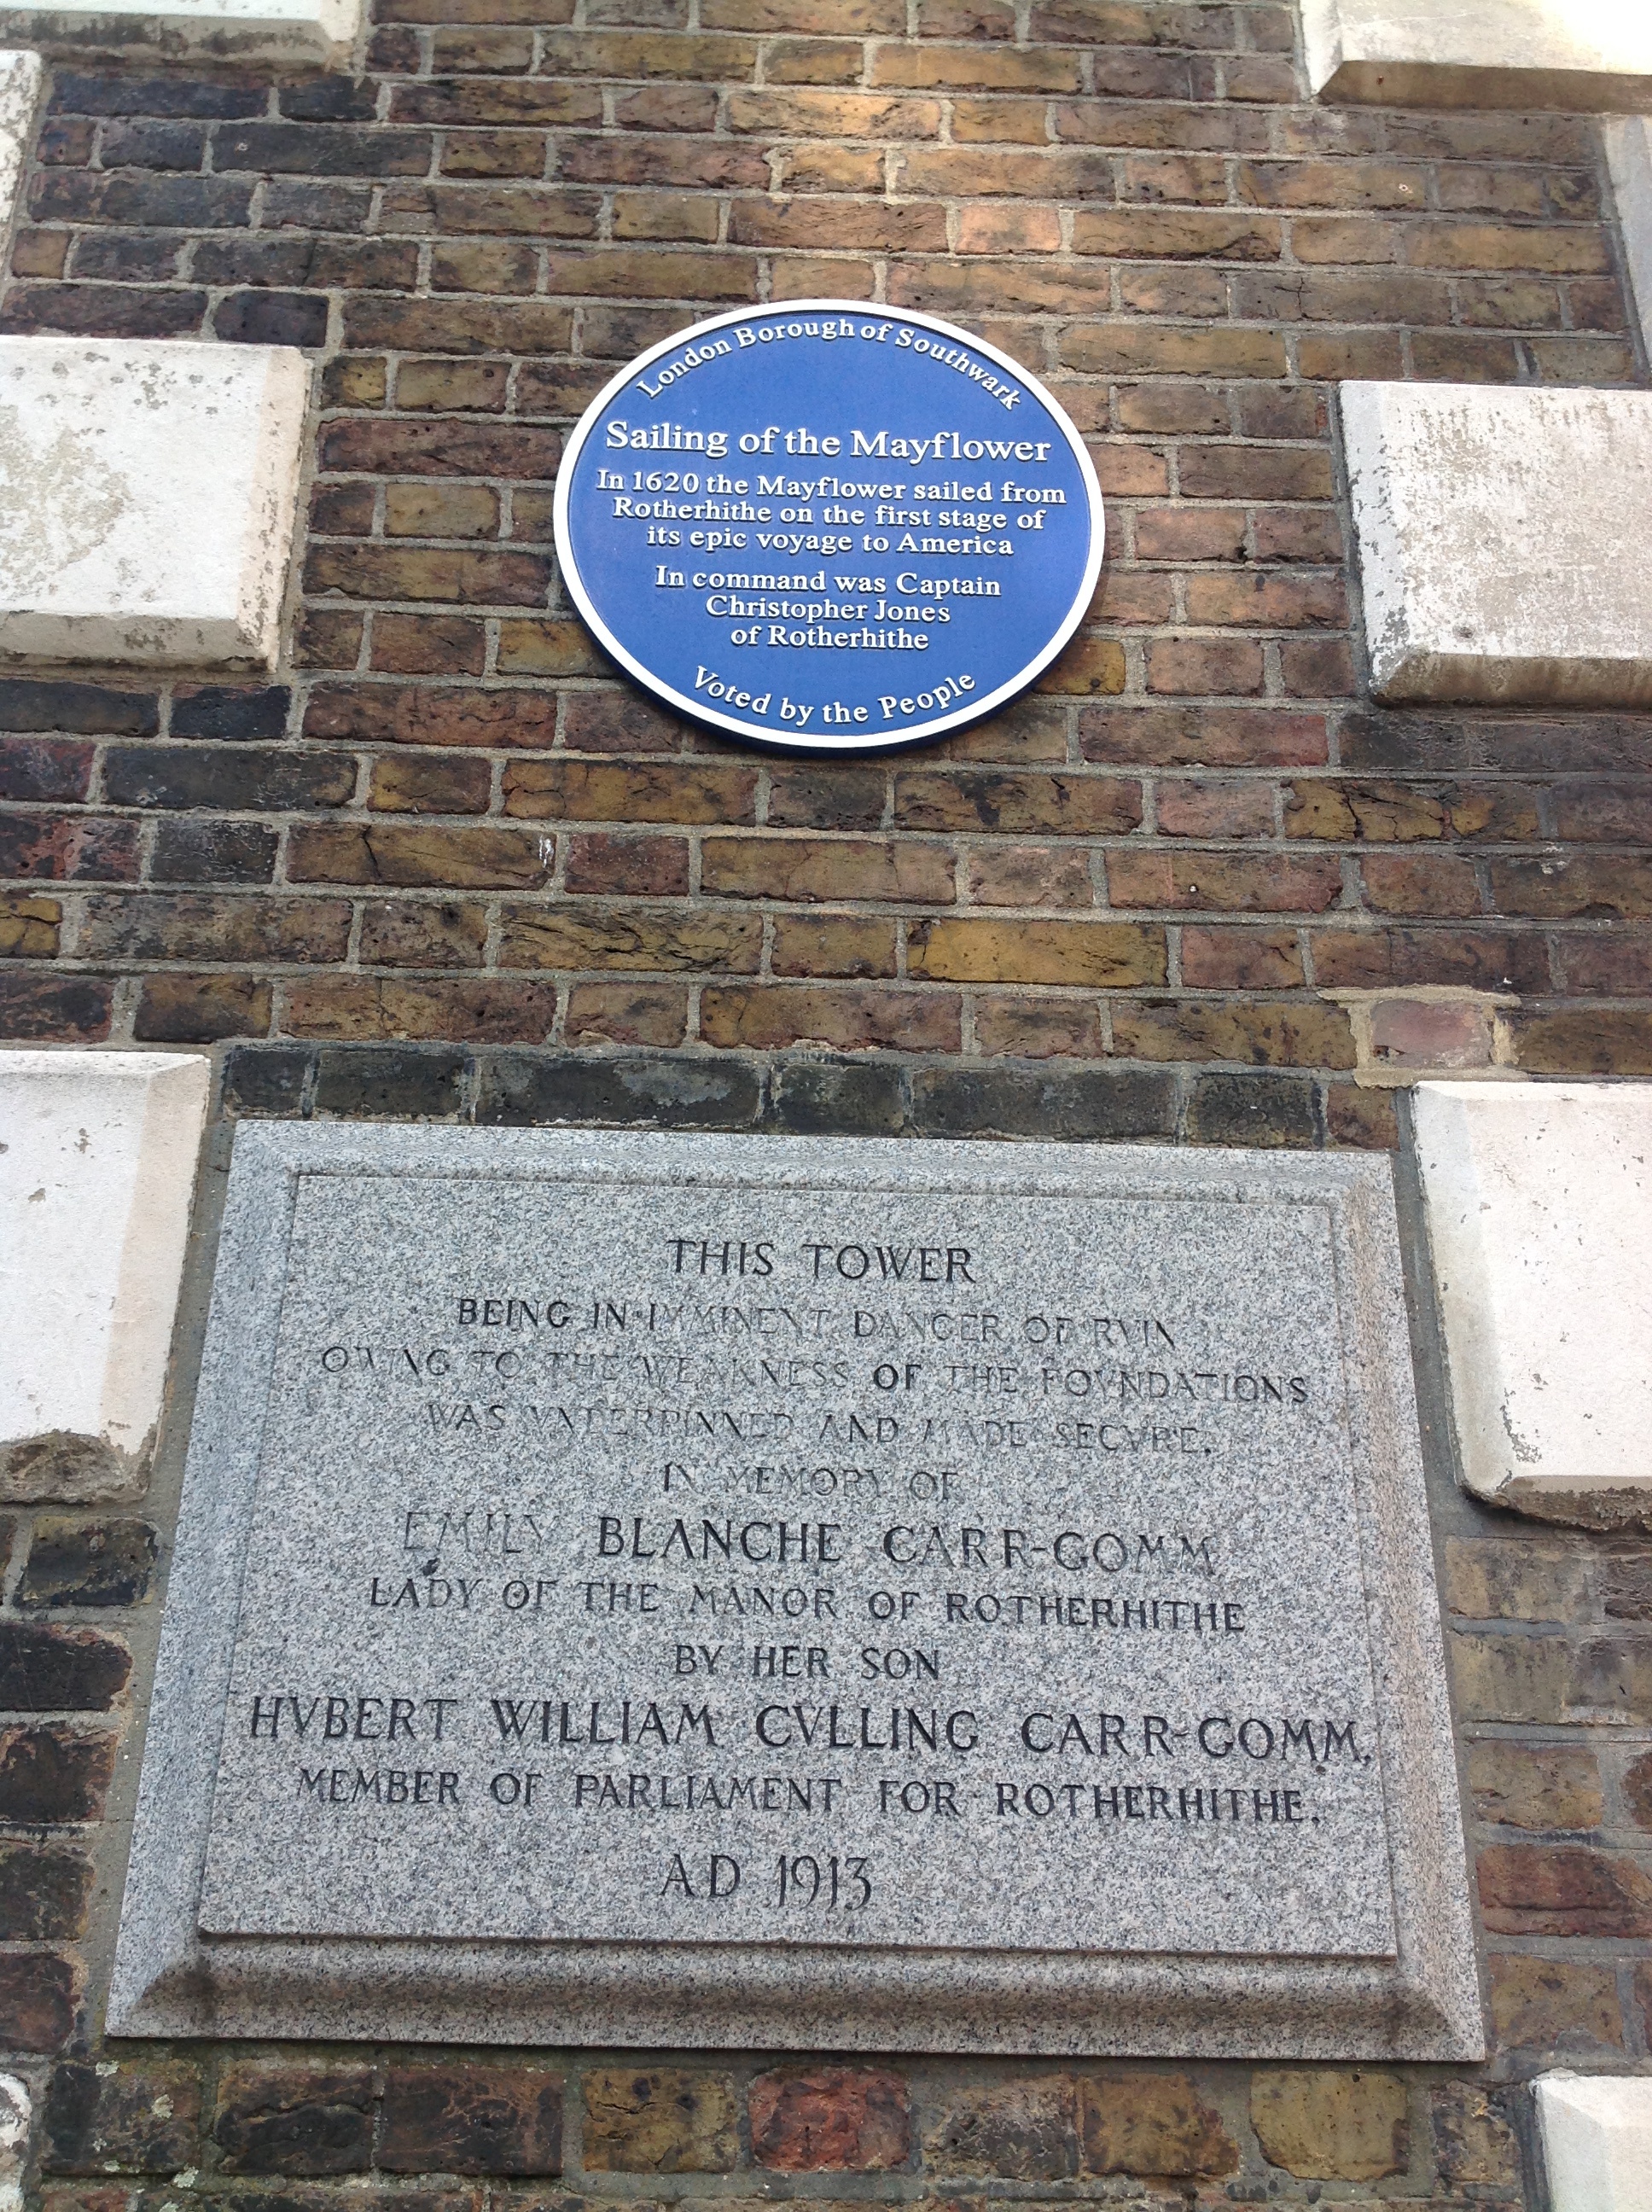 London Borough of Southwark
Sailing of the Mayflower
In 1620 the Mayflower sailed from
Rotherhithe on the first stage of
its epic voyage to America
In command was Captain
Christopher Jones
of Rotherhithe
Voted by the People
THIS TOWER
BEING IN IMMINENT DANGER OF RVIN
OWING TO THE WEAKNESS OF THE FOVNDATIONS
WAS VNDERPINNED AND MADE SECVRE,
IN MEMORY OF
EMILY BLANCHE CARR-GOMM
LADY OF THE MANOR OF ROTHERHITHE
BY HER SON
HVBERT WILLIAM CVLLING CARR-GOMM,
MEMBER OF PARLIAMENT FOR ROTHERHITHE,
AD 1913